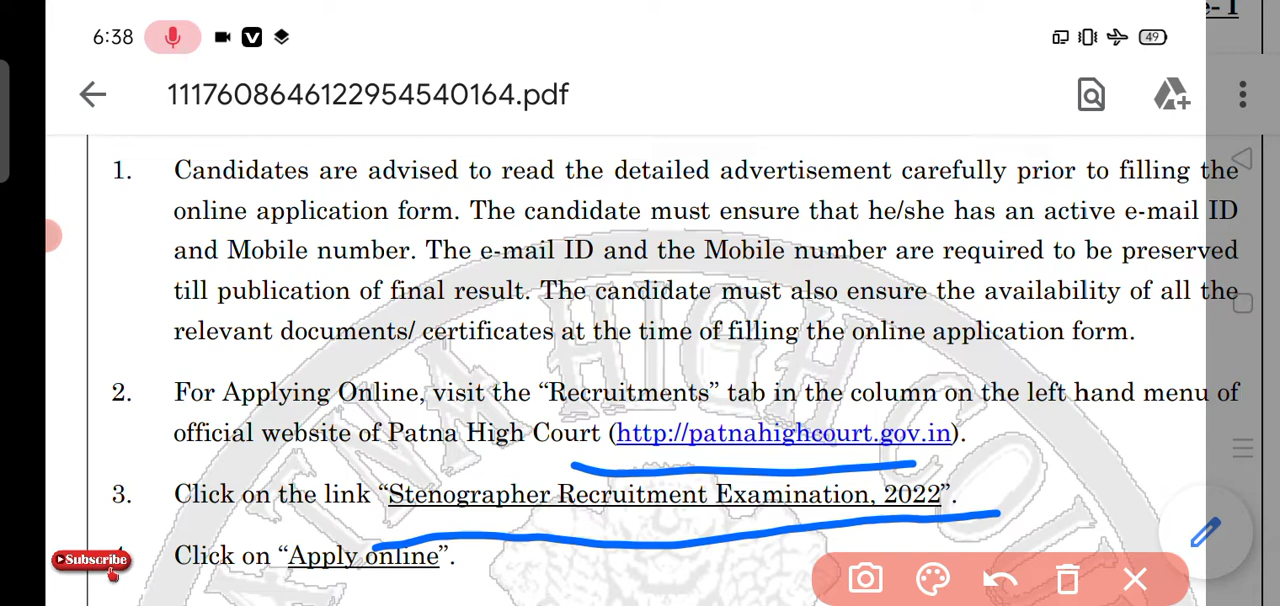 e-I
6:38
49
11176086461229545401​64.pdf
1. Candidates are advised to read the detailed advertisement carefully prior to filling the
online application form. The candidate must ensure that he/she has an active e-mail ID
and Mobile number. The e-mail ID and the Mobile number are required to be preserved
till publication of final result. The candidate must also ensure the availability of all the
relevant documents/ certificates at the time of filling the online application form.
2. For Applying Online, visit the “Recruitments” tab in the column on the left hand menu of
official website of Patna High Court (http://patnahighcourt.gov.in).
3. Click on the link “Stenographer Recruitment Examination, 2022”.
4. Click on “Apply online”.
Subscribe